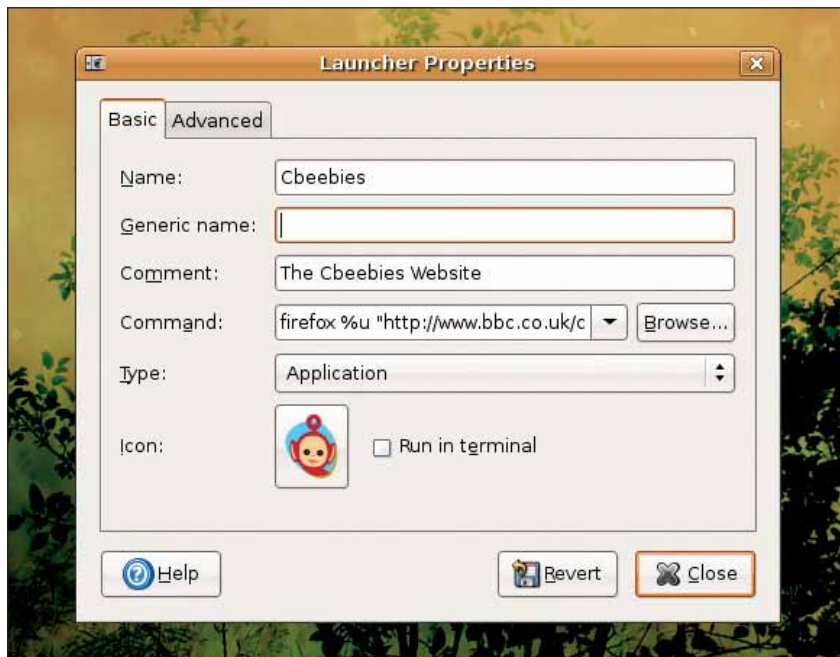 Launcher Properties
Basic
Advanced
Name:
Cbeebies
Generic name:
Comment:
The Cbeebies Website
Command:
firefox %u "http://www.bbc.co.uk/c
Browse...
Type:
Application
Icon:
Run in terminal
Help
Revert
Close